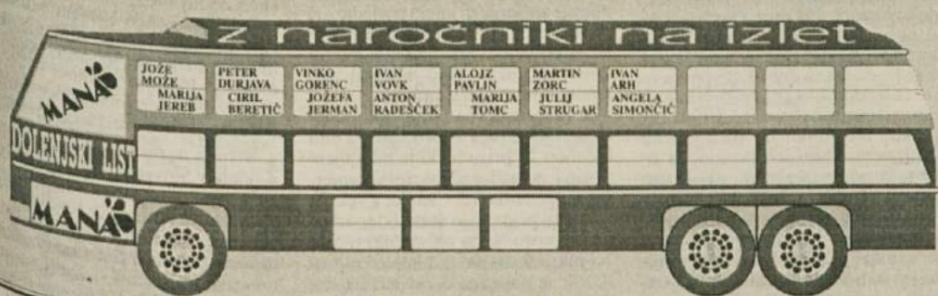 z naročniki na izlet
MANA
JOŽE
MOŽE
MARIJA
JEREB
PETER
DURJAVA
CIRIL
BERETIČ
VINKO
GORENC
JOŽEFA
JERMAN
IVAN
VOVK
ANTON
RADEŠČEK
ALOJZ
PAVLIN
MARIJA
TOMC
MARTIN
ZORC
JULIJ
STRUGAR
IVAN
ARH
ANGELA
SIMONČIČ
DOLENJSKI LIST
MANA